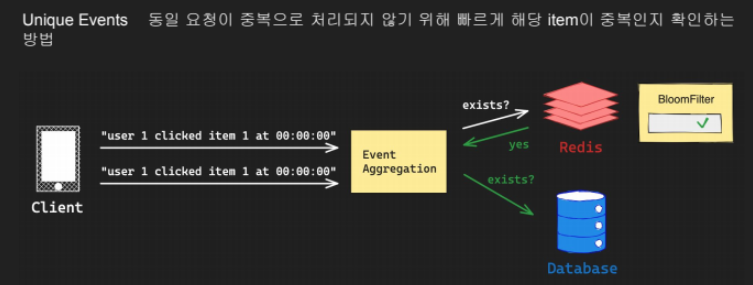 Unique Events 동일 요청이 중복으로 처리되지 않기 위해 빠르게 해당 item이 중복인지 확인하는
방법
exists?
BloomFilter
"user 1 clicked item 1 at 00:00:00"
yes
Redis
Event
Aggregation
"user 1 clicked item 1 at 00:00:00"
exists?
Client
Database